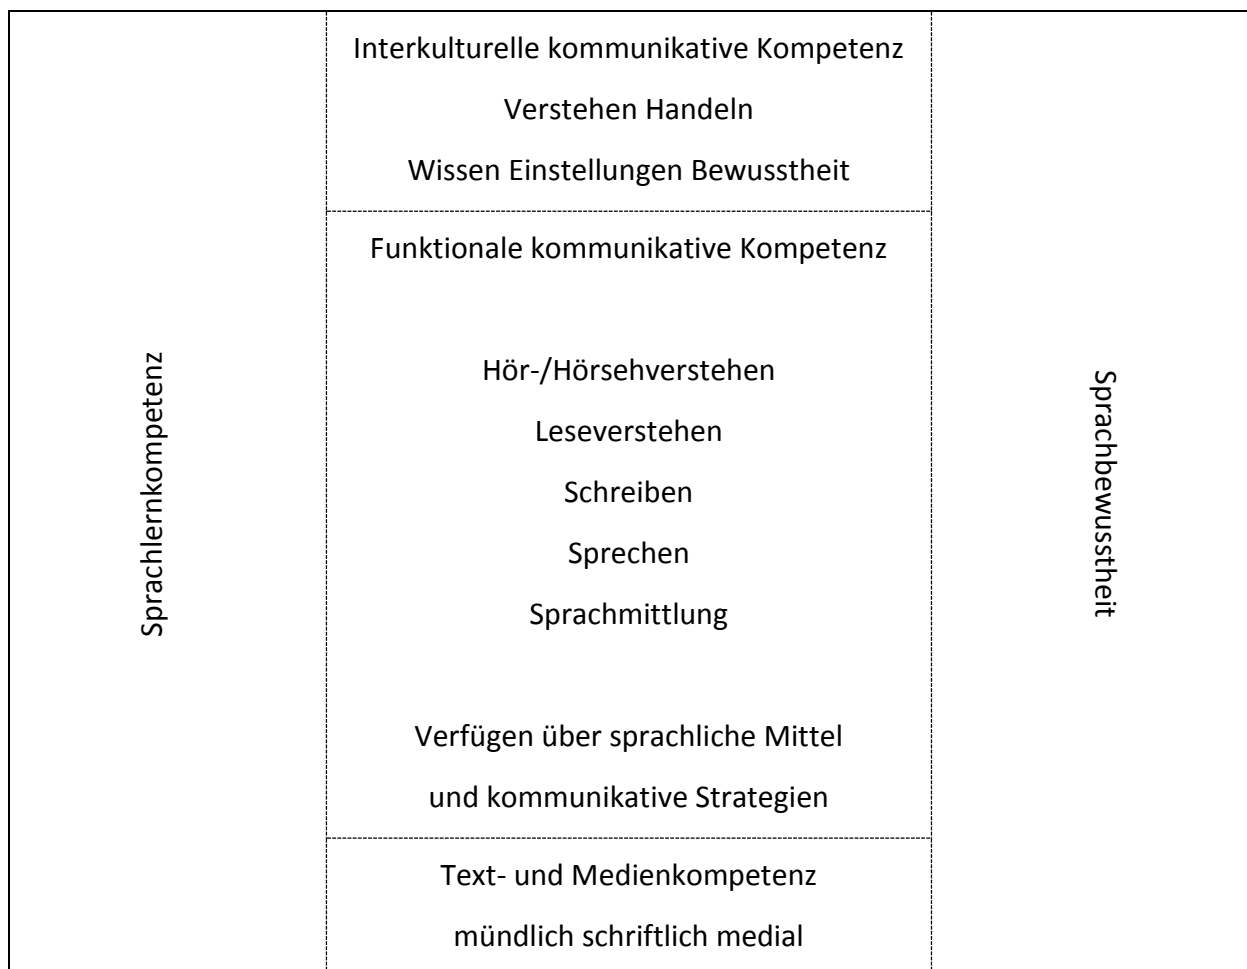 Interkulturelle kommunikative Kompetenz
Verstehen Handeln
Wissen Einstellungen Bewusstheit
Funktionale kommunikative Kompetenz
Hör-/Hörsehverstehen
Leseverstehen
Schreiben
Sprechen
Sprachmittlung
Verfügen über sprachliche Mittel
und kommunikative Strategien
Text- und Medienkompetenz
mündlich schriftlich medial
Sprachlernkompetenz
Sprachbewusstheit